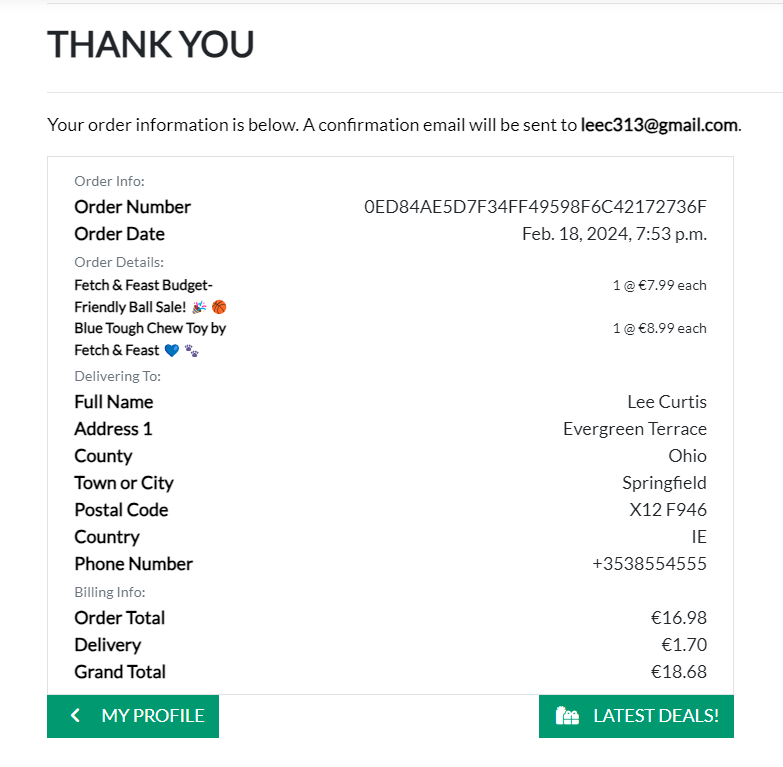 THANK YOU
Your order information is below. A confirmation email will be sent to leec313@gmail.com.
Order Info:
Order Number 0ED84AE5D7F34FF49598F6C42172736F
Order Date Feb. 18, 2024, 7:53 p.m.
Order Details:
Fetch & Feast Budget- 1 @ €7.99 each
Friendly Ball Sale! 🎉 🏀
Blue Tough Chew Toy by 1 @ €8.99 each
Fetch & Feast 💙 🐾
Delivering To:
Full Name Lee Curtis
Address 1 Evergreen Terrace
County Ohio
Town or City Springfield
Postal Code X12 F946
Country IE
Phone Number +3538554555
Billing Info:
Order Total €16.98
Delivery €1.70
Grand Total €18.68
MY PROFILE LATEST DEALS!